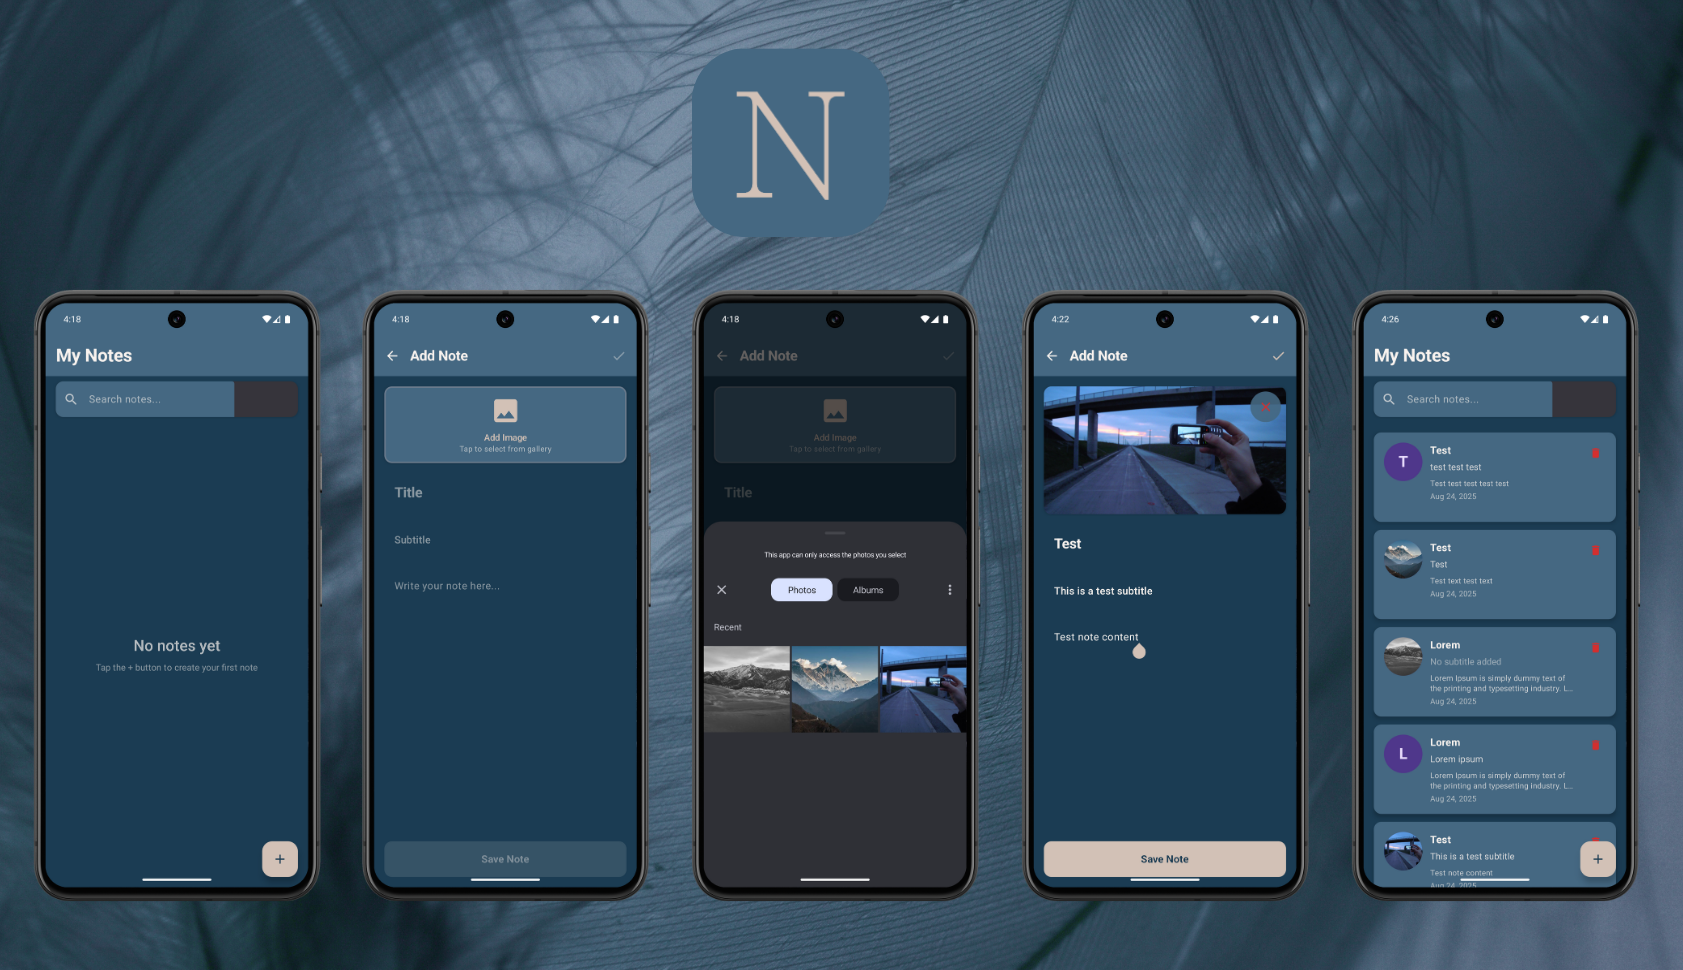 N
4:18
My Notes
Search notes...
No notes yet
Tap the + button to create your first note
+
4:18
Add Note
Add Image
Tap to select from gallery
Title
Subtitle
Write your note here...
Save Note
4:18
Add Note
Add Image
Tap to select from gallery
Title
This app can only access the photos you select
Photos
Albums
Recent
4:22
Add Note
Test
This is a test subtitle
Test note content
Save Note
4:26
My Notes
Search notes...
T
Test
test test test
Test test test test test
Aug 24, 2025
Test
Test
Test text test text
Aug 24, 2025
Lorem
No subtitle added
Lorem Ipsum is simply dummy text of
the printing and typesetting industry. L...
Aug 24, 2025
L
Lorem
Lorem ipsum
Lorem Ipsum is simply dummy text of
the printing and typesetting industry. L...
Aug 24, 2025
Test
This is a test subtitle
Test note content
Aug 24, 2025
+